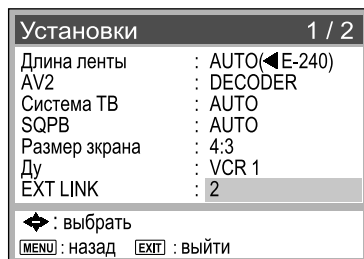 Установки 1 / 2
Длина ленты : AUTO(◀E-240)
AV2 : DECODER
Система ТВ : AUTO
SQPB : AUTO
Размер зкрана : 4:3
Ду : VCR 1
EXT LINK : 2
: выбрать
MENU : назад EXIT : выйти